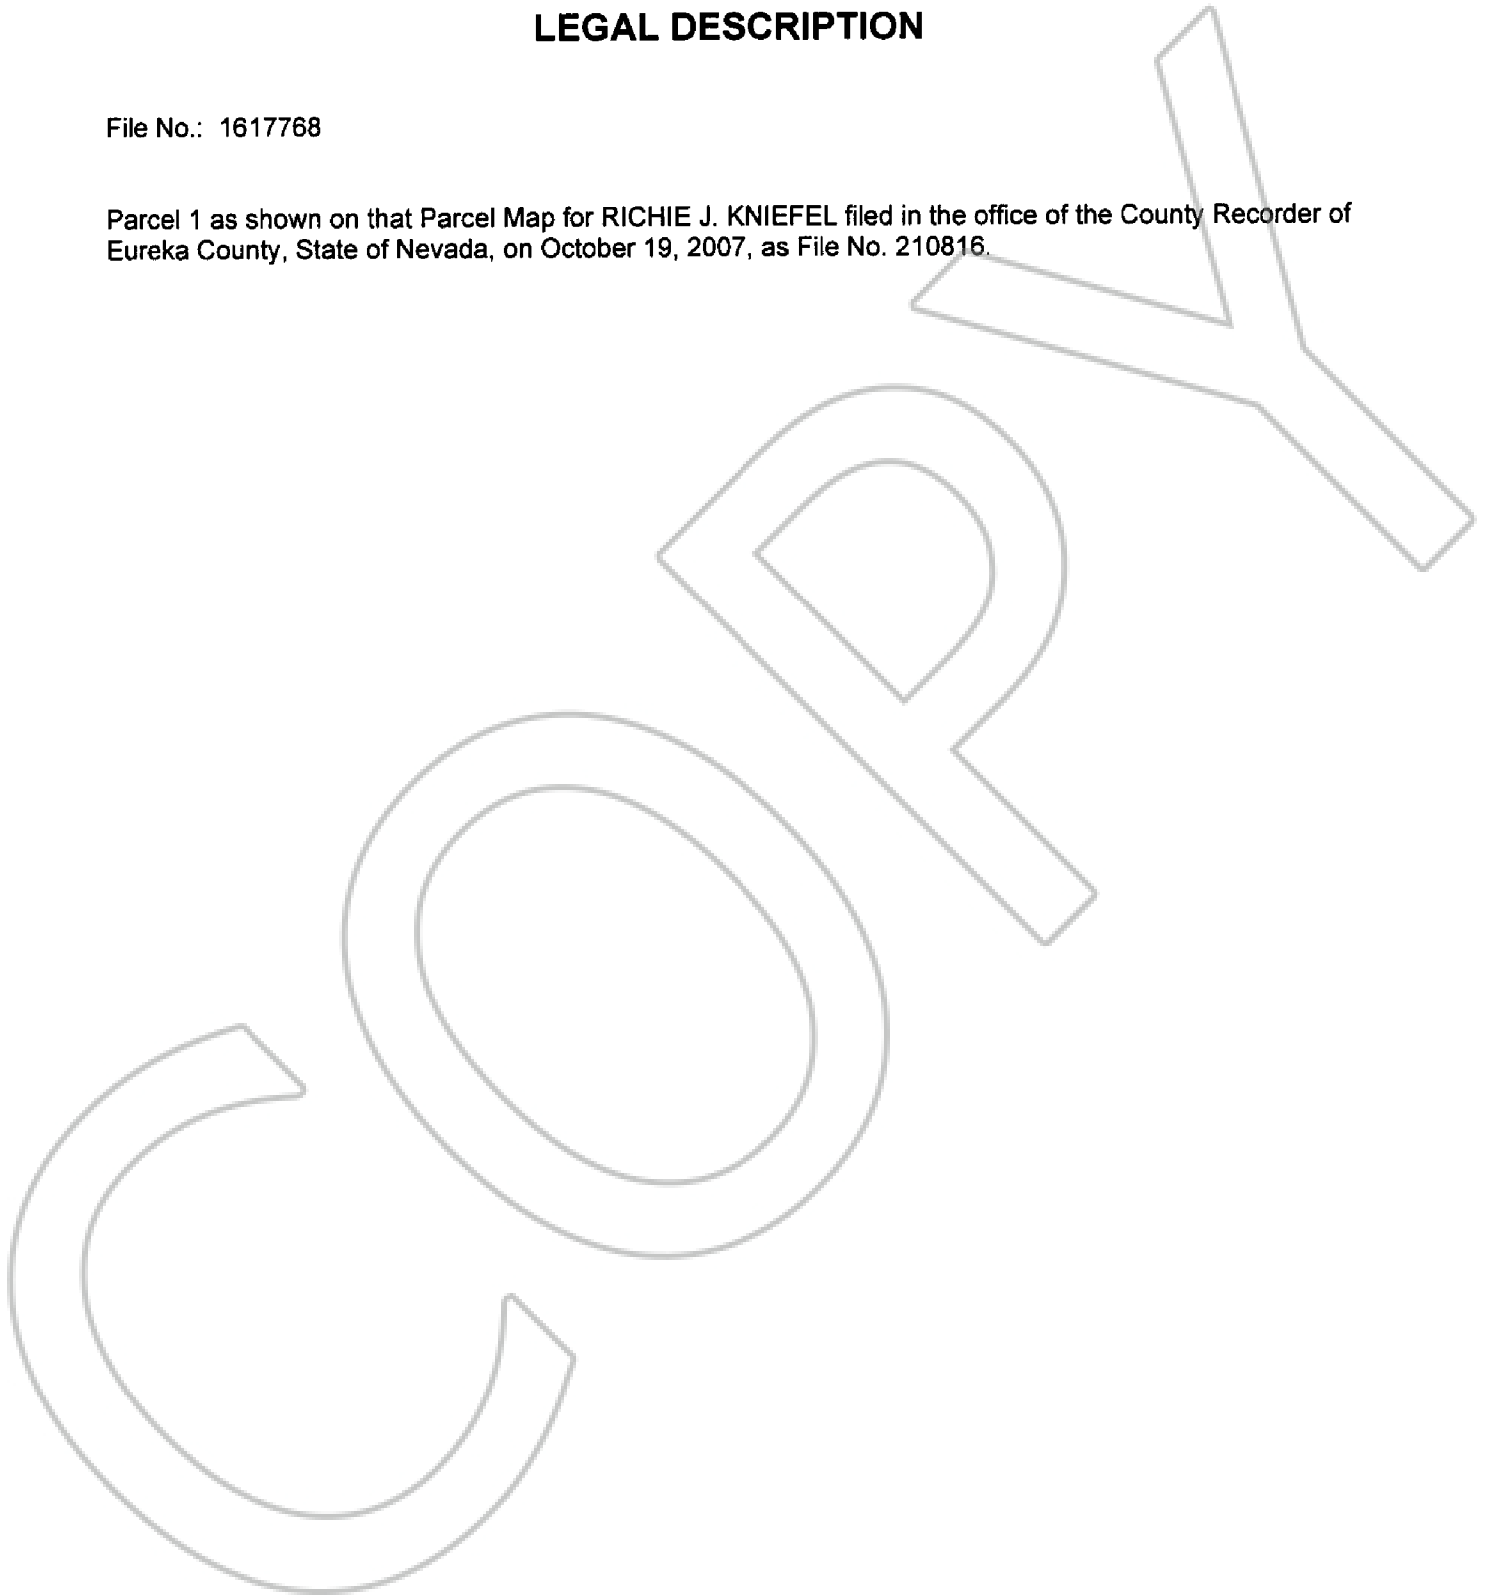 LEGAL DESCRIPTION
File No.: 1617768
Parcel 1 as shown on that Parcel Map for RICHIE J. KNIEFEL filed in the office of the County Recorder of
Eureka County, State of Nevada, on October 19, 2007, as File No. 210816.
COPY